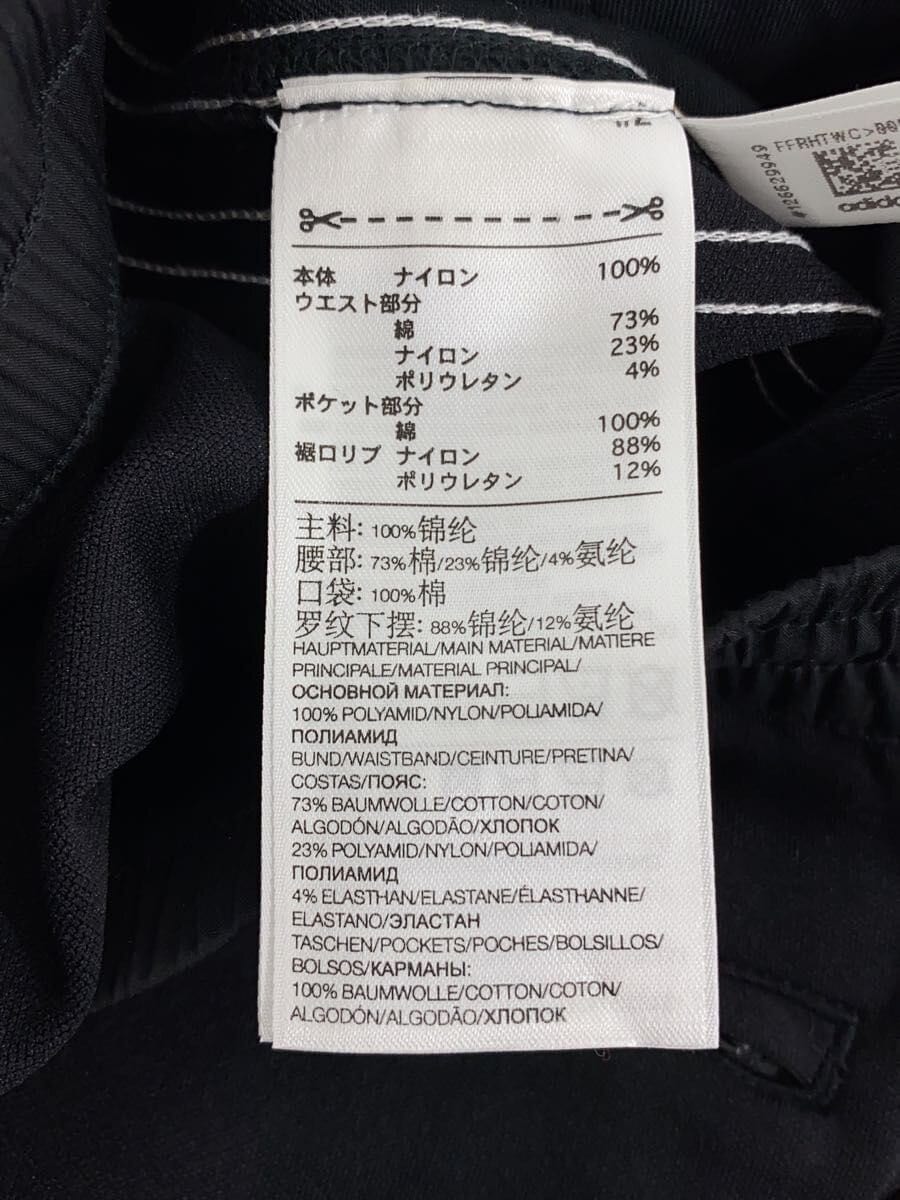 本体 ナイロン 100%
ウエスト部分
綿 73%
ナイロン 23%
ポリウレタン 4%
ポケット部分
綿 100%
裾口リブ ナイロン 88%
ポリウレタン 12%
主料: 100%锦纶
腰部: 73%棉/23%锦纶/4%氨纶
口袋: 100%棉
罗纹下摆: 88%锦纶/12%氨纶
HAUPTMATERIAL/MAIN MATERIAL/MATIERE
PRINCIPALE/MATERIAL PRINCIPAL/
ОСНОВНОЙ МАТЕРИАЛ:
100% POLYAMID/NYLON/POLIAMIDA/
ПОЛИАМИД
BUND/WAISTBAND/CEINTURE/PRETINA/
COSTAS/ПОЯС:
73% BAUMWOLLE/COTTON/COTON/
ALGODÓN/ALGODÃO/ХЛОПОК
23% POLYAMID/NYLON/POLIAMIDA/
ПОЛИАМИД
4% ELASTHAN/ELASTANE/ÉLASTHANNE/
ELASTANO/ЭЛАСТАН
TASCHEN/POCKETS/POCHES/BOLSILLOS/
BOLSOS/КАРМАНЫ:
100% BAUMWOLLE/COTTON/COTON/
ALGODÓN/ALGODÃO/ХЛОПОК
#126629949